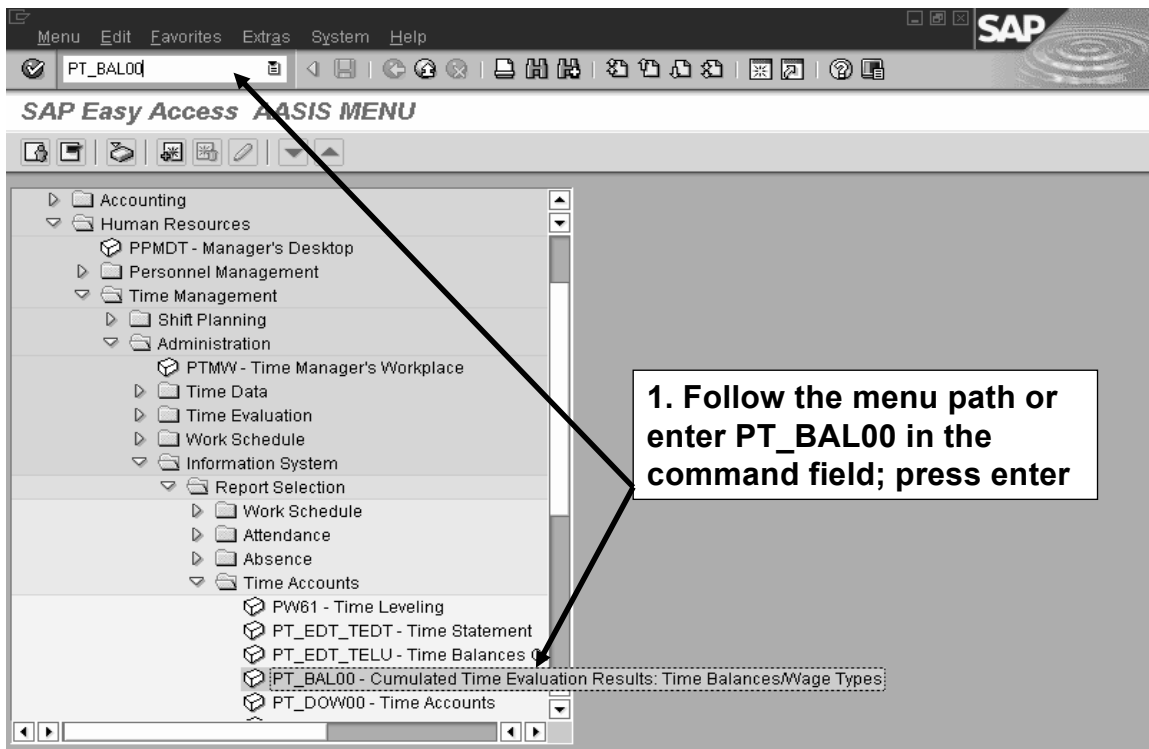 Menu Edit Favorites Extras System Help
SAP
PT_BAL00
SAP Easy Access AASIS MENU
Accounting
Human Resources
PPMDT - Manager's Desktop
Personnel Management
Time Management
Shift Planning
Administration
PTMW - Time Manager's Workplace
Time Data
Time Evaluation
Work Schedule
Information System
Report Selection
Work Schedule
Attendance
Absence
Time Accounts
PW61 - Time Leveling
PT_EDT_TEDT - Time Statement
PT_EDT_TELU - Time Balances
PT_BAL00 - Cumulated Time Evaluation Results: Time Balances/Wage Types
PT_DOW00 - Time Accounts
1. Follow the menu path or
enter PT_BAL00 in the
command field; press enter